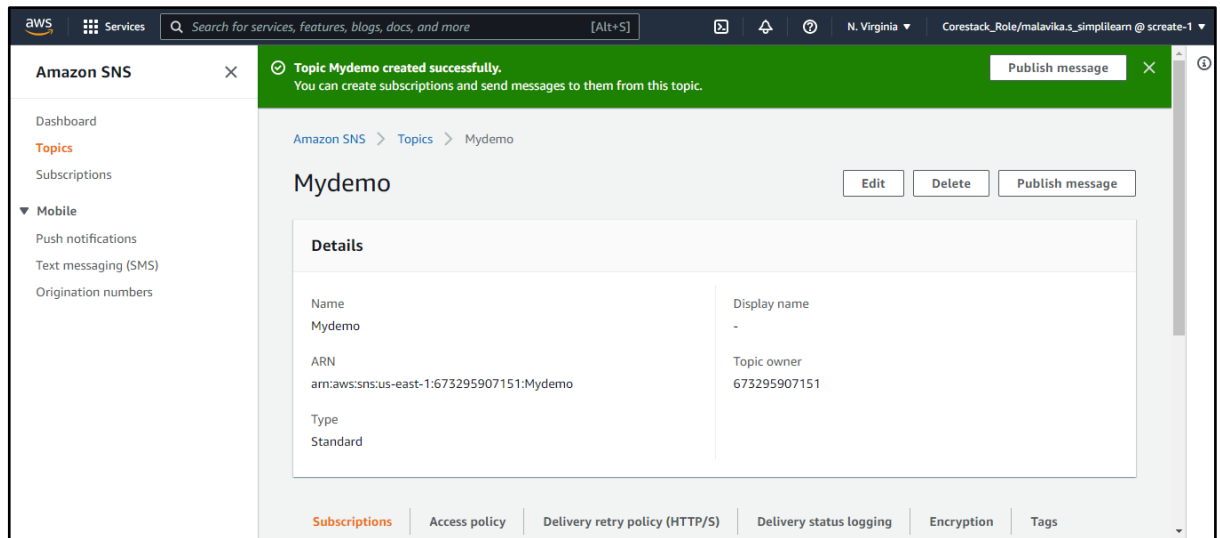 aws Services Search for services, features, blogs, docs, and more [Alt+S] N. Virginia ▼ Corestack_Role/malavika.s_simplilearn @ screate-1 ▼
Amazon SNS
Dashboard
Topics
Subscriptions
▼ Mobile
Push notifications
Text messaging (SMS)
Origination numbers
Topic Mydemo created successfully.
You can create subscriptions and send messages to them from this topic.
Publish message
Amazon SNS > Topics > Mydemo
Mydemo
Edit Delete Publish message
Details
Name
Mydemo
ARN
arn:aws:sns:us-east-1:673295907151:Mydemo
Type
Standard
Display name
-
Topic owner
673295907151
Subscriptions Access policy Delivery retry policy (HTTP/S) Delivery status logging Encryption Tags